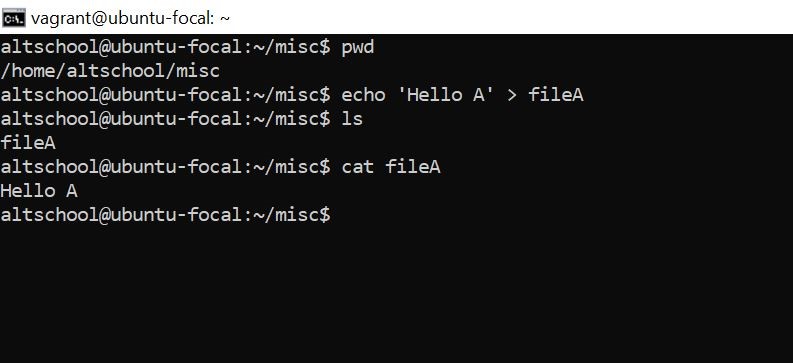 vagrant@ubuntu-focal: ~
altschool@ubuntu-focal:~/misc$ pwd
/home/altschool/misc
altschool@ubuntu-focal:~/misc$ echo 'Hello A' > fileA
altschool@ubuntu-focal:~/misc$ ls
fileA
altschool@ubuntu-focal:~/misc$ cat fileA
Hello A
altschool@ubuntu-focal:~/misc$